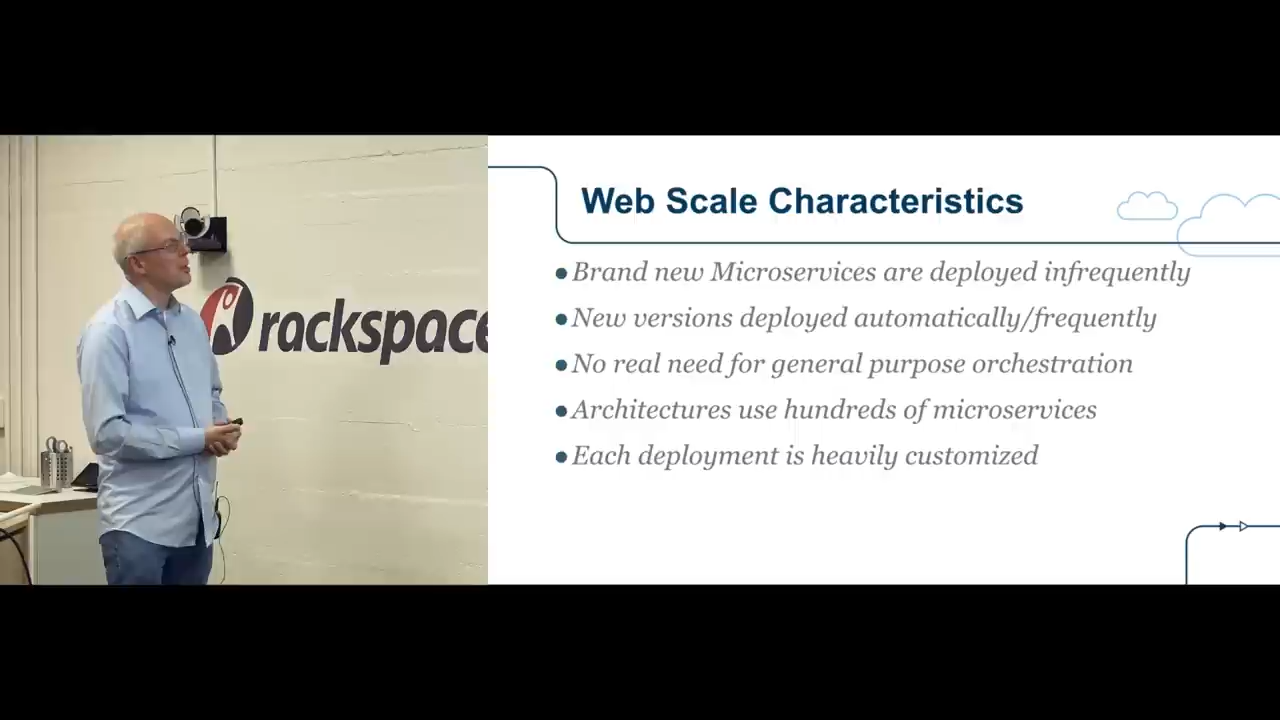 rackspace
Web Scale Characteristics
Brand new Microservices are deployed infrequently
New versions deployed automatically/frequently
No real need for general purpose orchestration
Architectures use hundreds of microservices
Each deployment is heavily customized